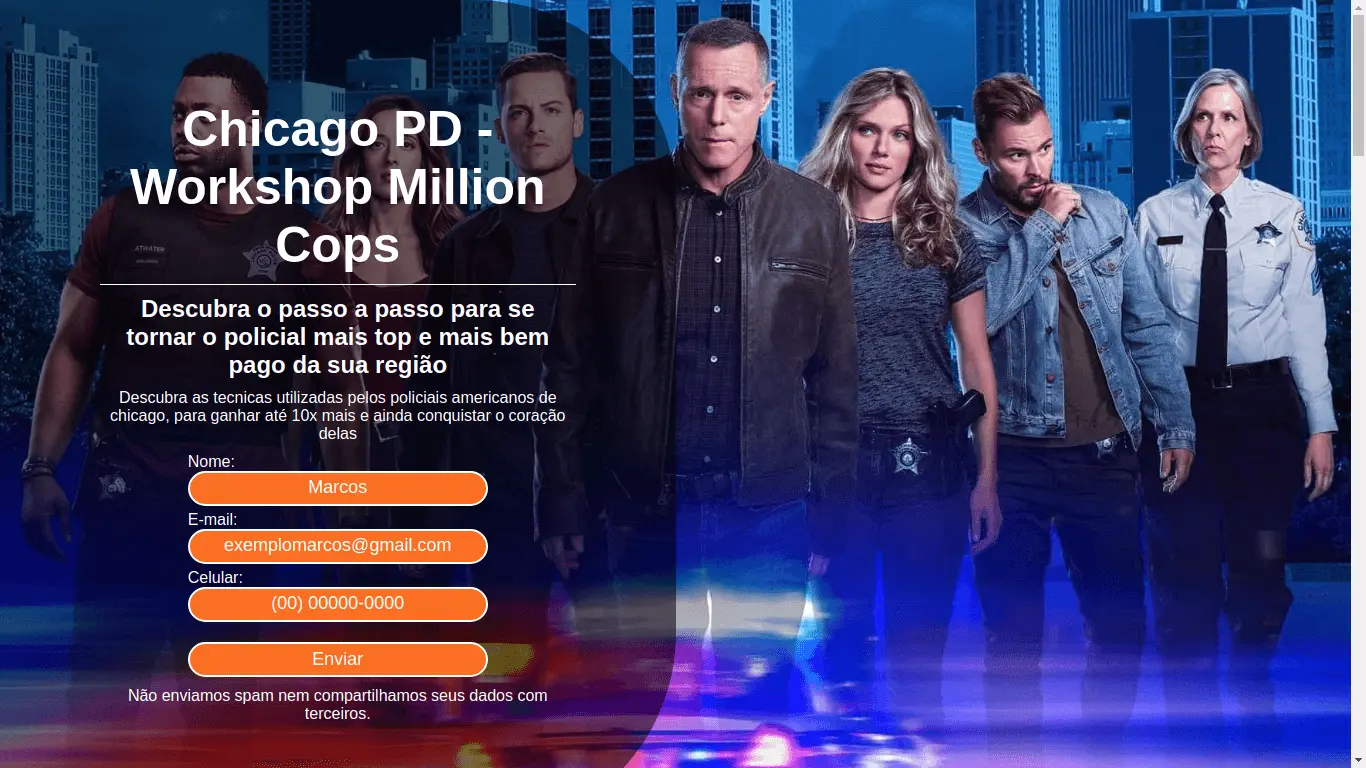 Chicago PD -
Workshop Million
Cops
Descubra o passo a passo para se
tornar o policial mais top e mais bem
pago da sua região
Descubra as tecnicas utilizadas pelos policiais americanos de
chicago, para ganhar até 10x mais e ainda conquistar o coração
delas
Nome:
Marcos
E-mail:
exemplomarcos@gmail.com
Celular:
(00) 00000-0000
Enviar
Não enviamos spam nem compartilhamos seus dados com
terceiros.
ATWATER